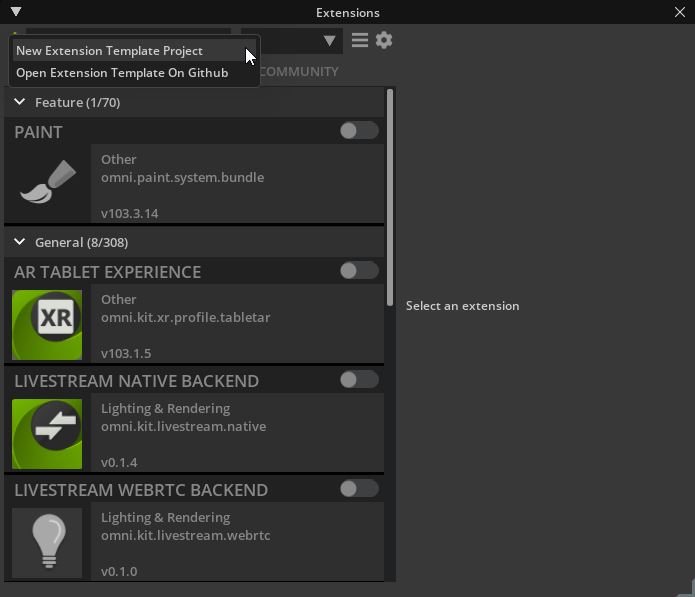 Extensions
New Extension Template Project
Open Extension Template On Github
COMMUNITY
Feature (1/70)
PAINT
Other
omni.paint.system.bundle
v103.3.14
General (8/308)
AR TABLET EXPERIENCE
XR
Other
omni.kit.xr.profile.tabletar
v103.1.5
LIVESTREAM NATIVE BACKEND
Lighting & Rendering
omni.kit.livestream.native
v0.1.4
LIVESTREAM WEBRTC BACKEND
Lighting & Rendering
omni.kit.livestream.webrtc
v0.1.0
Select an extension